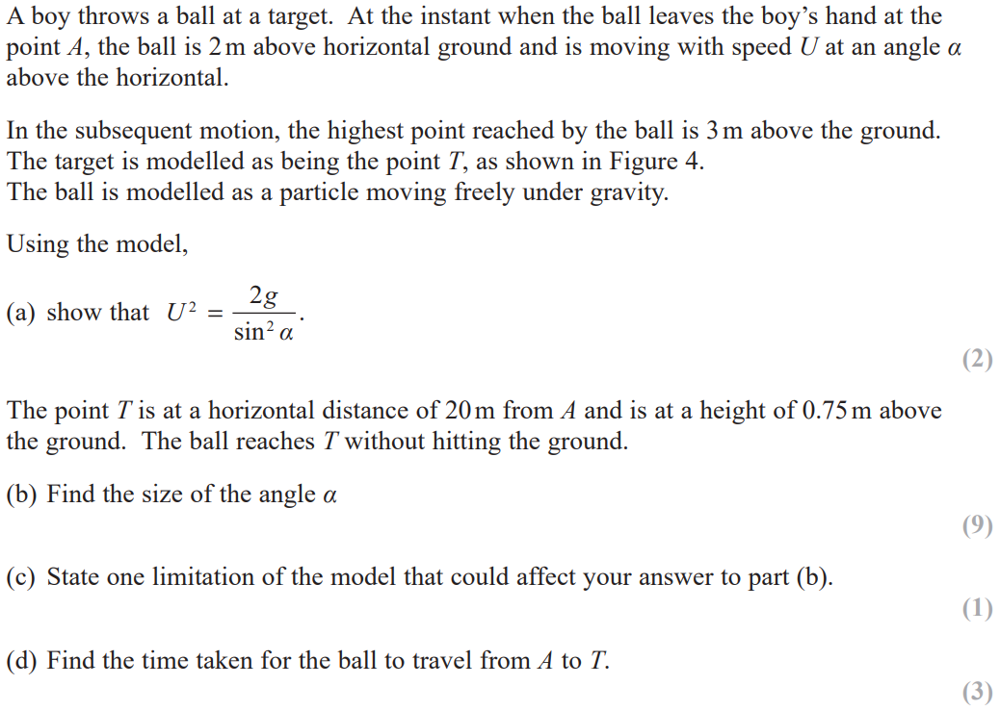 A boy throws a ball at a target. At the instant when the ball leaves the boy’s hand at the
point A, the ball is 2 m above horizontal ground and is moving with speed U at an angle α
above the horizontal.
In the subsequent motion, the highest point reached by the ball is 3 m above the ground.
The target is modelled as being the point T, as shown in Figure 4.
The ball is modelled as a particle moving freely under gravity.
Using the model,
(a) show that U² = 2g / sin² α.
(2)
The point T is at a horizontal distance of 20 m from A and is at a height of 0.75 m above
the ground. The ball reaches T without hitting the ground.
(b) Find the size of the angle α
(9)
(c) State one limitation of the model that could affect your answer to part (b).
(1)
(d) Find the time taken for the ball to travel from A to T.
(3)